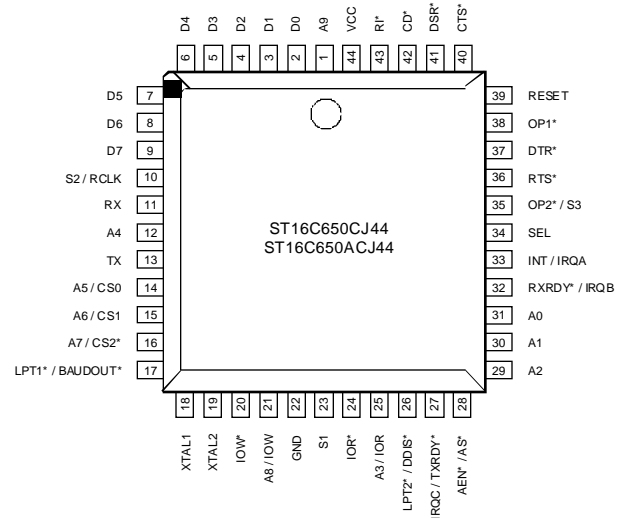 D4 D3 D2 D1 D0 A9 VCC RI* CD* DSR* CTS*
6 5 4 3 2 1 44 43 42 41 40
D5 7
D6 8
D7 9
S2 / RCLK 10
RX 11
A4 12
TX 13
A5 / CS0 14
A6 / CS1 15
A7 / CS2* 16
LPT1* / BAUDOUT* 17
ST16C650CJ44
ST16C650ACJ44
39 RESET
38 OP1*
37 DTR*
36 RTS*
35 OP2* / S3
34 SEL
33 INT / IRQA
32 RXRDY* / IRQB
31 A0
30 A1
29 A2
18 19 20 21 22 23 24 25 26 27 28
XTAL1 XTAL2 IOW* A8 / IOW GND S1 IOR* A3 / IOR LPT2* / DDIS* IRQC / TXRDY* AEN* / AS*